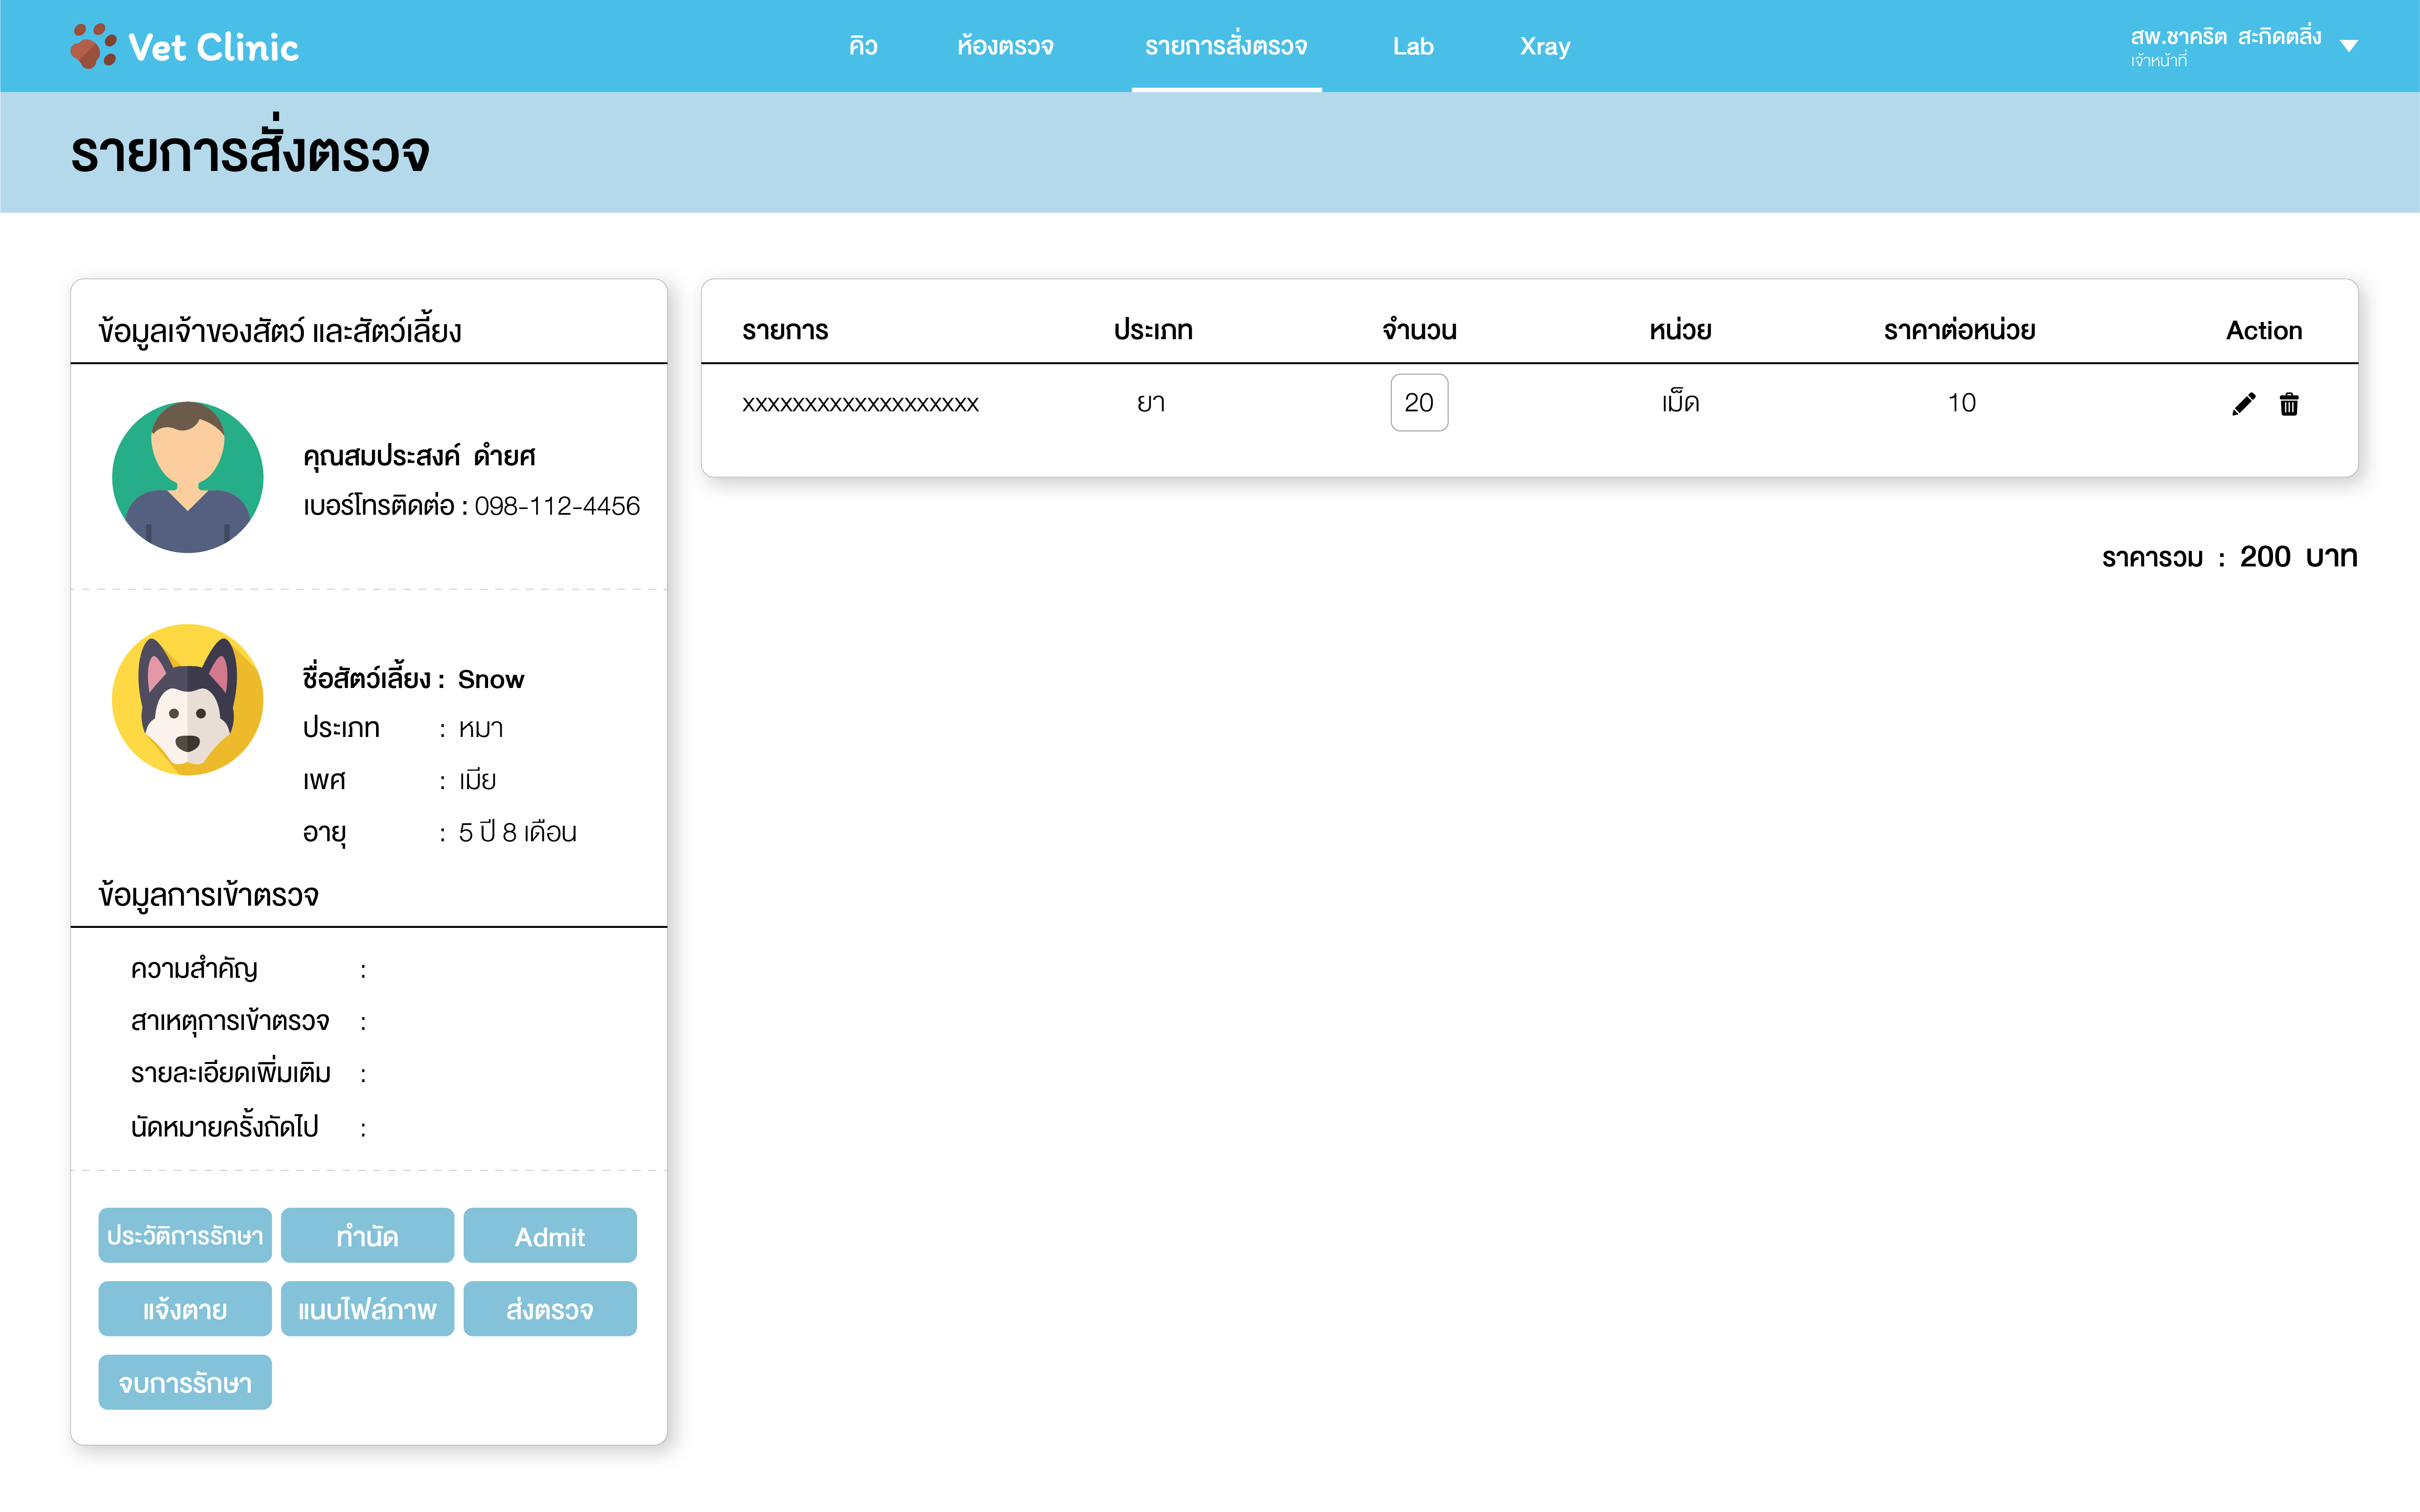 Vet Clinic
คิว ห้องตรวจ รายการสั่งตรวจ Lab Xray
สพ.ชาคริต สะกิดตลิ่ง
เจ้าหน้าที่
รายการสั่งตรวจ
ข้อมูลเจ้าของสัตว์ และสัตว์เลี้ยง
คุณสมประสงค์ ดำยศ
เบอร์โทรติดต่อ : 098-112-4456
ชื่อสัตว์เลี้ยง : Snow
ประเภท : หมา
เพศ : เมีย
อายุ : 5 ปี 8 เดือน
ข้อมูลการเข้าตรวจ
ความสำคัญ :
สาเหตุการเข้าตรวจ :
รายละเอียดเพิ่มเติม :
นัดหมายครั้งถัดไป :
ประวัติการรักษา ทำนัด Admit
แจ้งตาย แนบไฟล์ภาพ ส่งตรวจ
จบการรักษา
รายการ ประเภท จำนวน หน่วย ราคาต่อหน่วย Action
xxxxxxxxxxxxxxxxxxx ยา 20 เม็ด 10
ราคารวม : 200 บาท